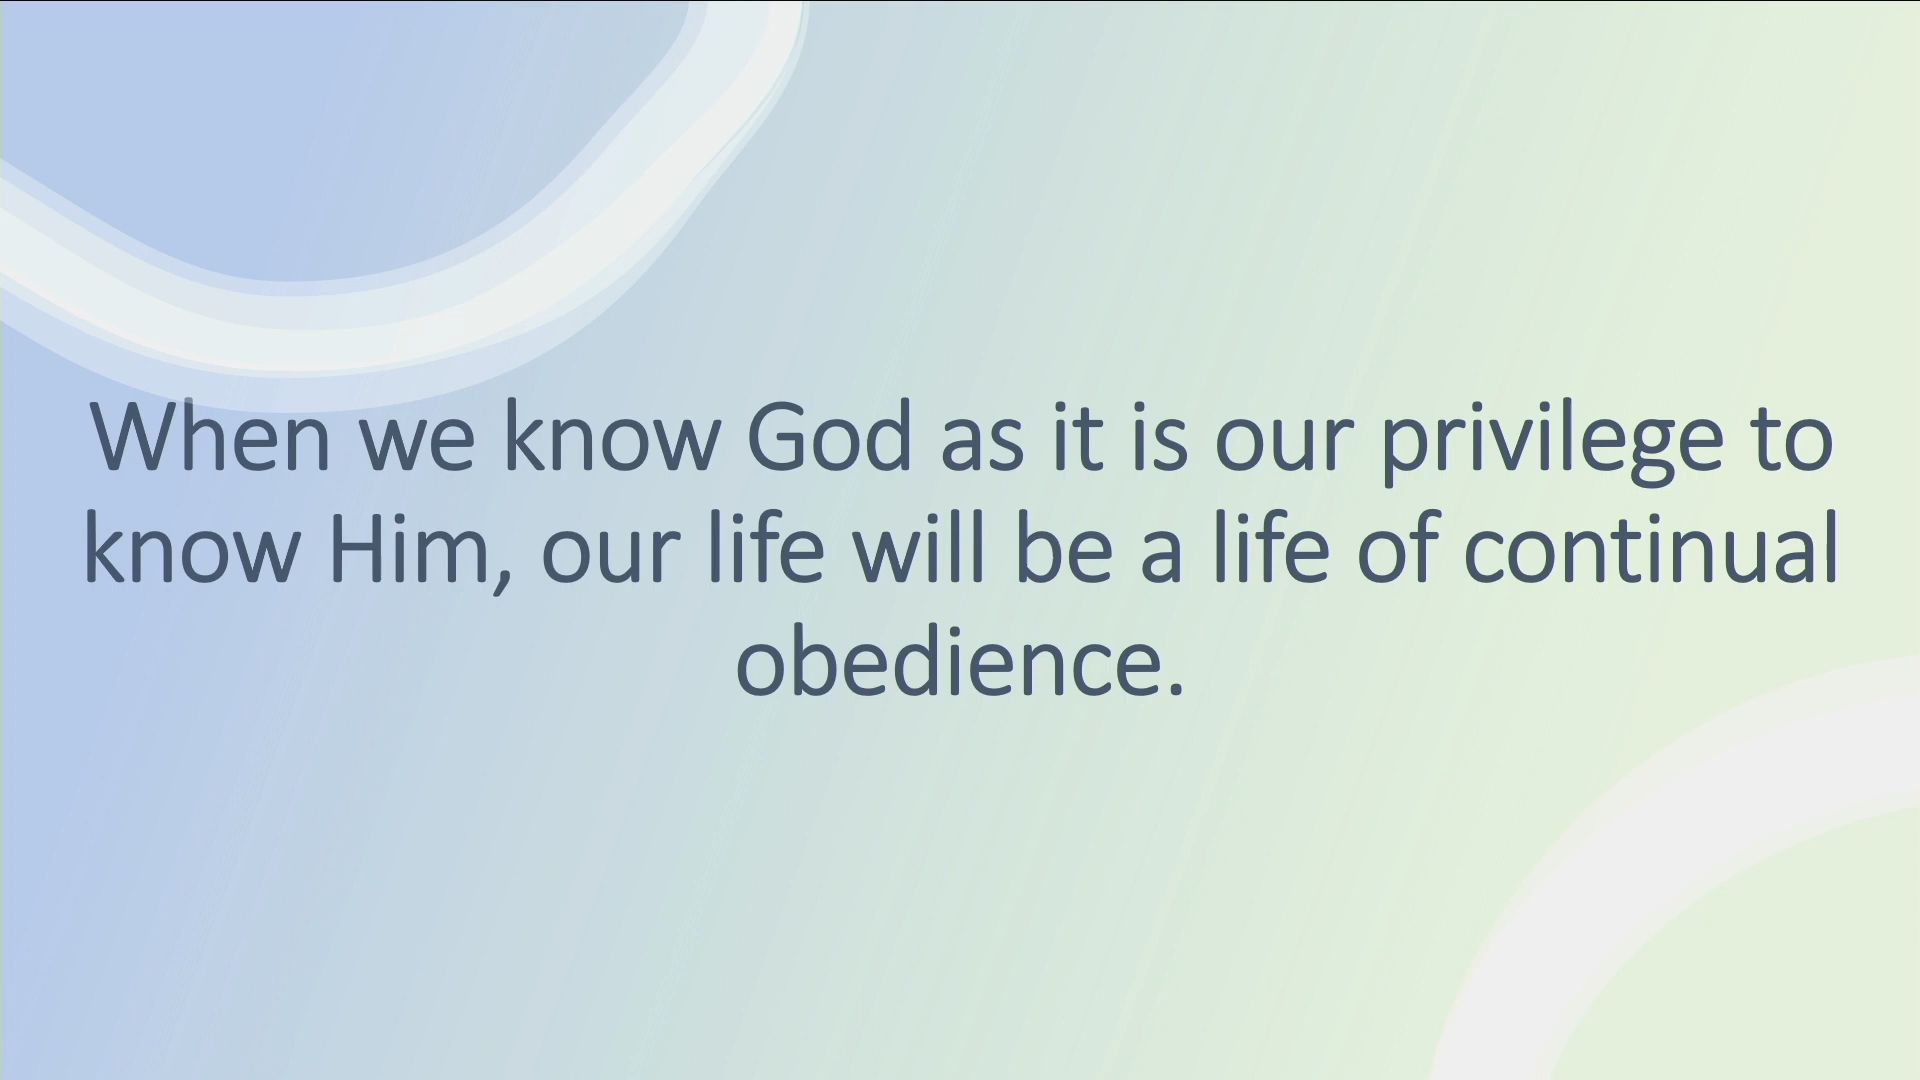 When we know God as it is our privilege to
know Him, our life will be a life of continual
obedience.